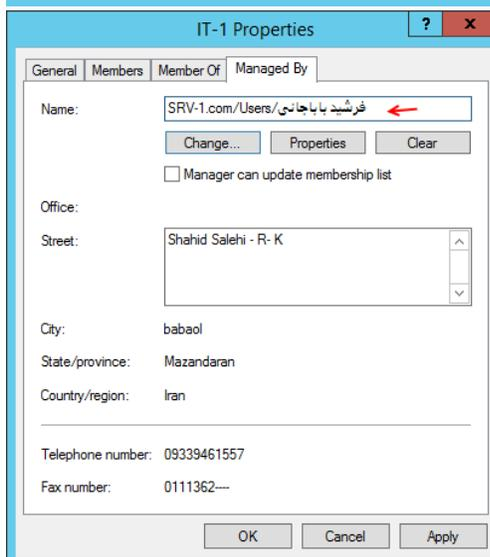 IT-1 Properties
? x
General Members Member Of Managed By
Name: SRV-1.com/Users/فرشید باباجانی
Change... Properties Clear
Manager can update membership list
Office:
Street: Shahid Salehi - R- K
City: babaol
State/province: Mazandaran
Country/region: Iran
Telephone number: 09339461557
Fax number: 0111362----
OK Cancel Apply